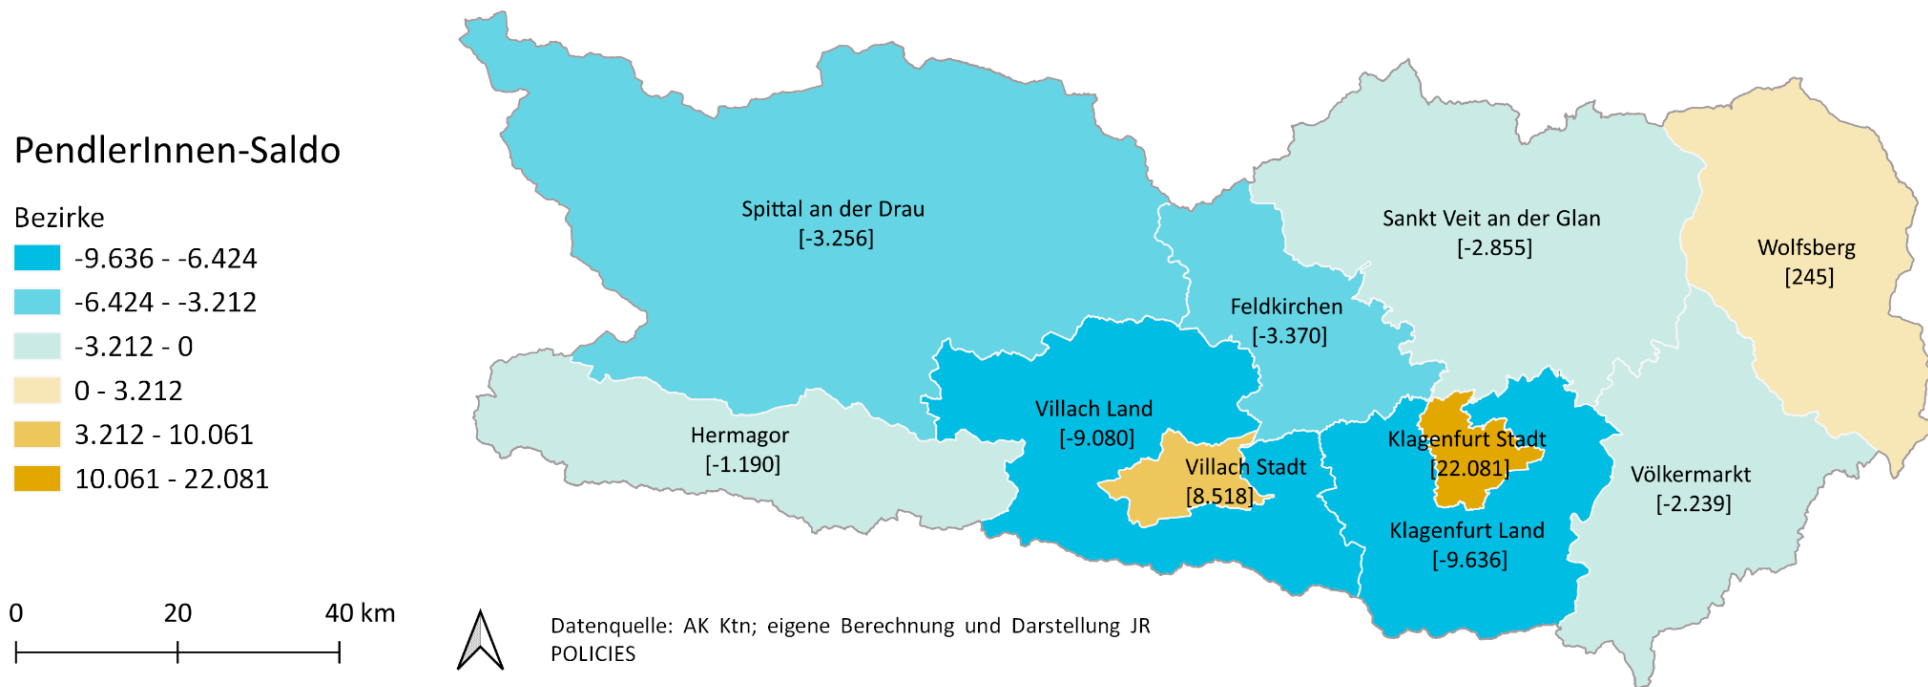 PendlerInnen-Saldo
Bezirke
-9.636 - -6.424
-6.424 - -3.212
-3.212 - 0
0 - 3.212
3.212 - 10.061
10.061 - 22.081
0 20 40 km
Spittal an der Drau
[-3.256]
Sankt Veit an der Glan
[-2.855]
Wolfsberg
[245]
Feldkirchen
[-3.370]
Villach Land
[-9.080]
Hermagor
[-1.190]
Villach Stadt
[8.518]
Klagenfurt Stadt
[22.081]
Völkermarkt
[-2.239]
Klagenfurt Land
[-9.636]
Datenquelle: AK Ktn; eigene Berechnung und Darstellung JR
POLICIES